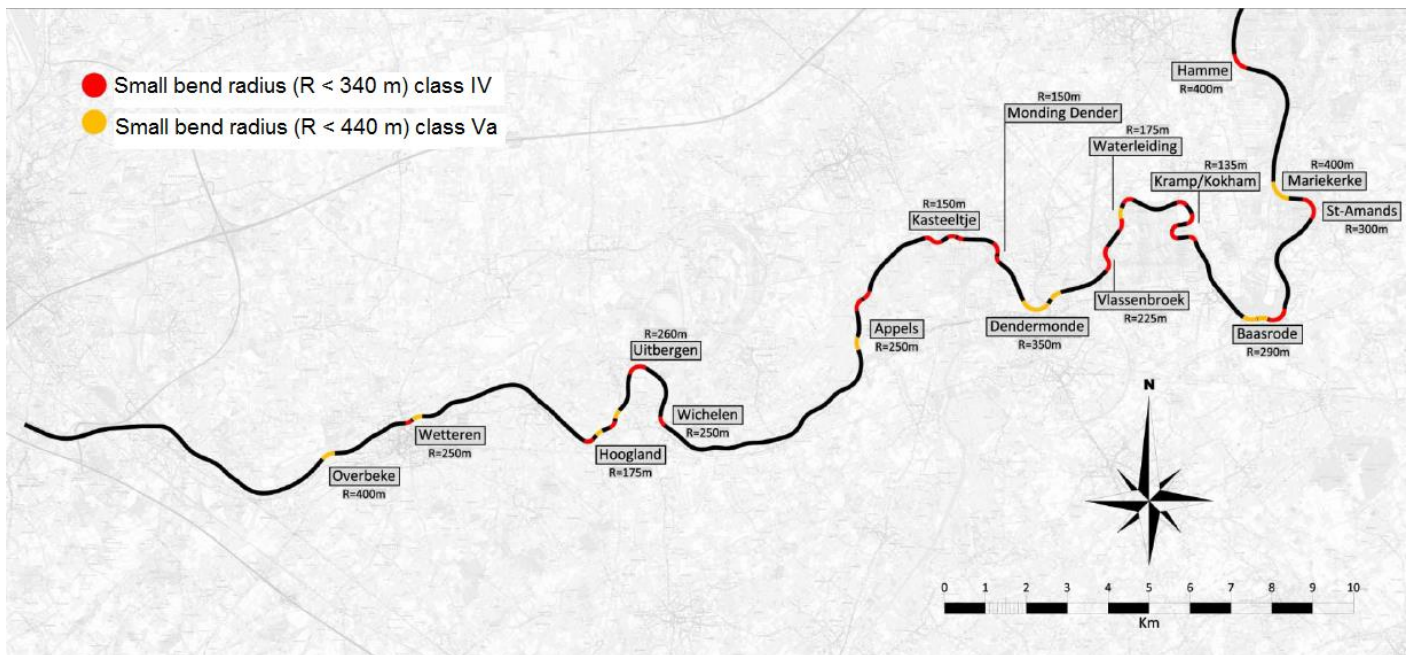 Small bend radius (R < 340 m) class IV
Small bend radius (R < 440 m) class Va
Hamme
R=400m
R=150m
Monding Dender
R=175m
Waterleiding
R=135m
Kramp/Kokham
R=400m
Mariekerke
St-Amands
R=300m
R=150m
Kasteeltje
Vlassenbroek
R=225m
Appels
R=250m
Dendermonde
R=350m
Baasrode
R=290m
R=260m
Uitbergen
Wichelen
R=250m
Wetteren
R=250m
Hoogland
R=175m
Overbeke
R=400m
N
0 1 2 3 4 5 6 7 8 9 10
Km